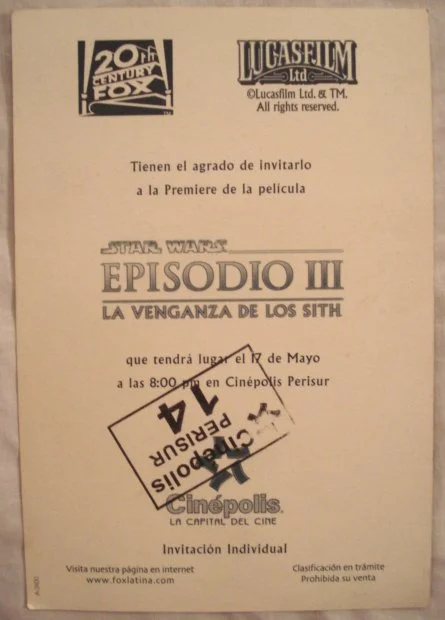 20th
CENTURY
FOX
LUCASFILM
Ltd
©Lucasfilm Ltd. & TM.
All rights reserved.
Tienen el agrado de invitarlo
a la Premiere de la película
STAR WARS
EPISODIO III
LA VENGANZA DE LOS SITH
que tendrá lugar el 17 de Mayo
a las 8:00 pm en Cinépolis Perisur
Cinépolis
PERISUR
14
Cinépolis
LA CAPITAL DEL CINE
Invitación Individual
Visita nuestra página en internet
www.foxlatina.com
Clasificación en trámite
Prohibida su venta